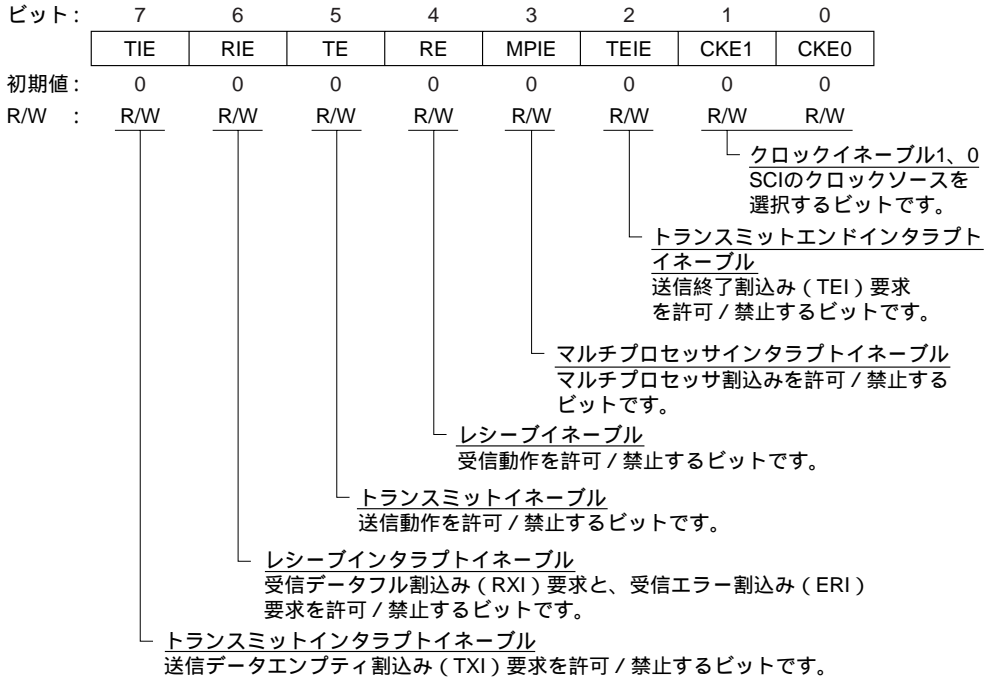 ビット: 7 6 5 4 3 2 1 0
TIE RIE TE RE MPIE TEIE CKE1 CKE0
初期値: 0 0 0 0 0 0 0 0
R/W : R/W R/W R/W R/W R/W R/W R/W R/W
クロックイネーブル1、0
SCIのクロックソースを
選択するビットです。
トランスミットエンドインタラプト
イネーブル
送信終了割込み(TEI)要求
を許可/禁止するビットです。
マルチプロセッサインタラプトイネーブル
マルチプロセッサ割込みを許可/禁止する
ビットです。
レシーブイネーブル
受信動作を許可/禁止するビットです。
トランスミットイネーブル
送信動作を許可/禁止するビットです。
レシーブインタラプトイネーブル
受信データフル割込み(RXI)要求と、受信エラー割込み(ERI)
要求を許可/禁止するビットです。
トランスミットインタラプトイネーブル
送信データエンプティ割込み(TXI)要求を許可/禁止するビットです。